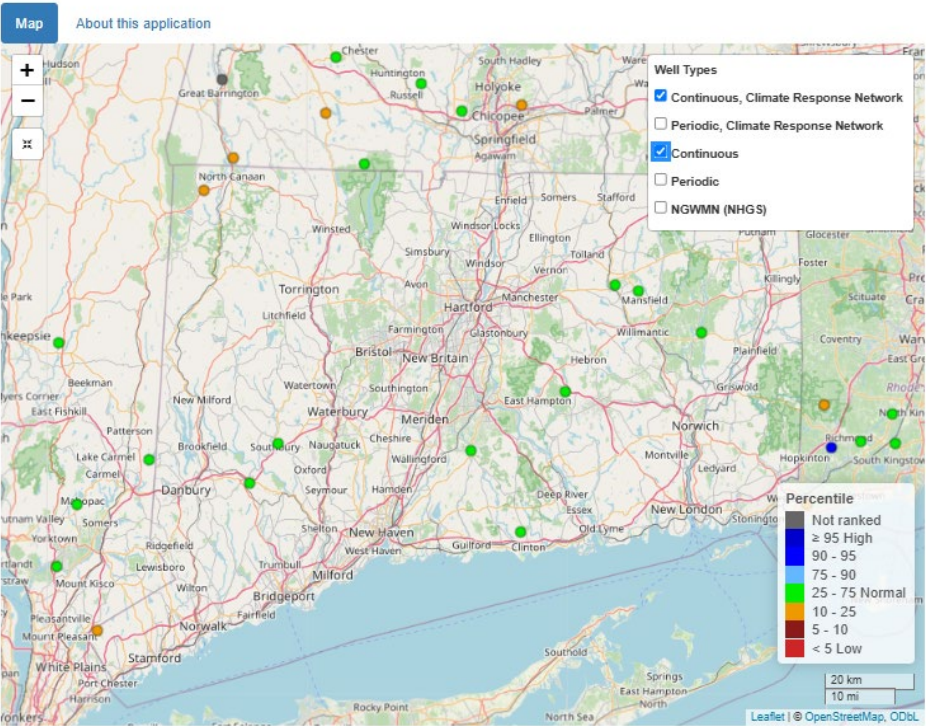 Map
About this application
Chester
Hudson
Huntington
South Hadley
Ware
Great Barrington
Russell
Holyoke
Chicopee
Palmer
Springfield
Agawam
North Canaan
Enfield
Somers
Stafford
Winsted
Windsor Locks
Ellington
Simsbury
Windsor
Tolland
Putnam
Glocester
Vernon
Foster
Torrington
Avon
Killingly
Hartford
Manchester
Mansfield
Scituate
Litchfield
Farmington
Glastonbury
Willimantic
Coventry
Bristol
New Britain
Plainfield
Hebron
Beekman
Watertown
Southington
Griswold
New Milford
East Hampton
East Fishkill
Waterbury
Meriden
Norwich
Patterson
Cheshire
Brookfield
Southbury
Naugatuck
Richmond
Lake Carmel
Wallingford
Montville
Hopkinton
Carmel
Oxford
Ledyard
Danbury
Seymour
Hamden
Deep River
Mahopac
Essex
New London
Somers
Shelton
New Haven
Old Lyme
Stonington
Yorktown
Ridgefield
West Haven
Guilford
Clinton
Lewisboro
Trumbull
Milford
Mount Kisco
Wilton
Bridgeport
Fairfield
Pleasantville
Norwalk
Mount Pleasant
Stamford
Southold
White Plains
Port Chester
Springs
Harrison
East Hampton
Rocky Point
North Sea
+
−
Well Types
Continuous, Climate Response Network
Periodic, Climate Response Network
Continuous
Periodic
NGWMN (NHGS)
Percentile
Not ranked
≥ 95 High
90 - 95
75 - 90
25 - 75 Normal
10 - 25
5 - 10
< 5 Low
20 km
10 mi
Leaflet | © OpenStreetMap, ODbL